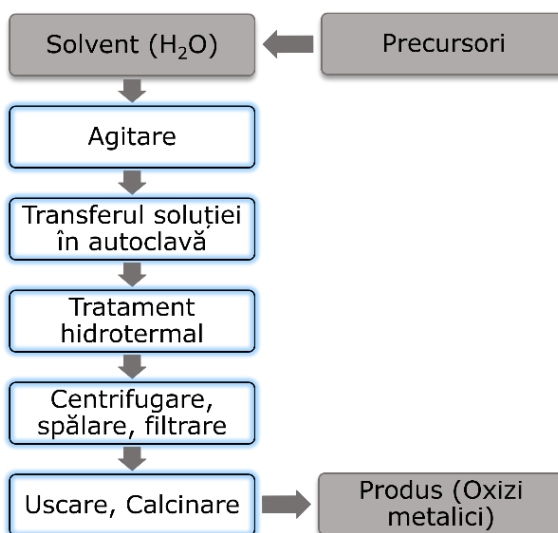 Solvent (H₂O)
Precursori
Agitare
Transferul soluției
în autoclavă
Tratament
hidrotermal
Centrifugare,
spălare, filtrare
Uscare, Calcinare
Produs (Oxizi
metalici)